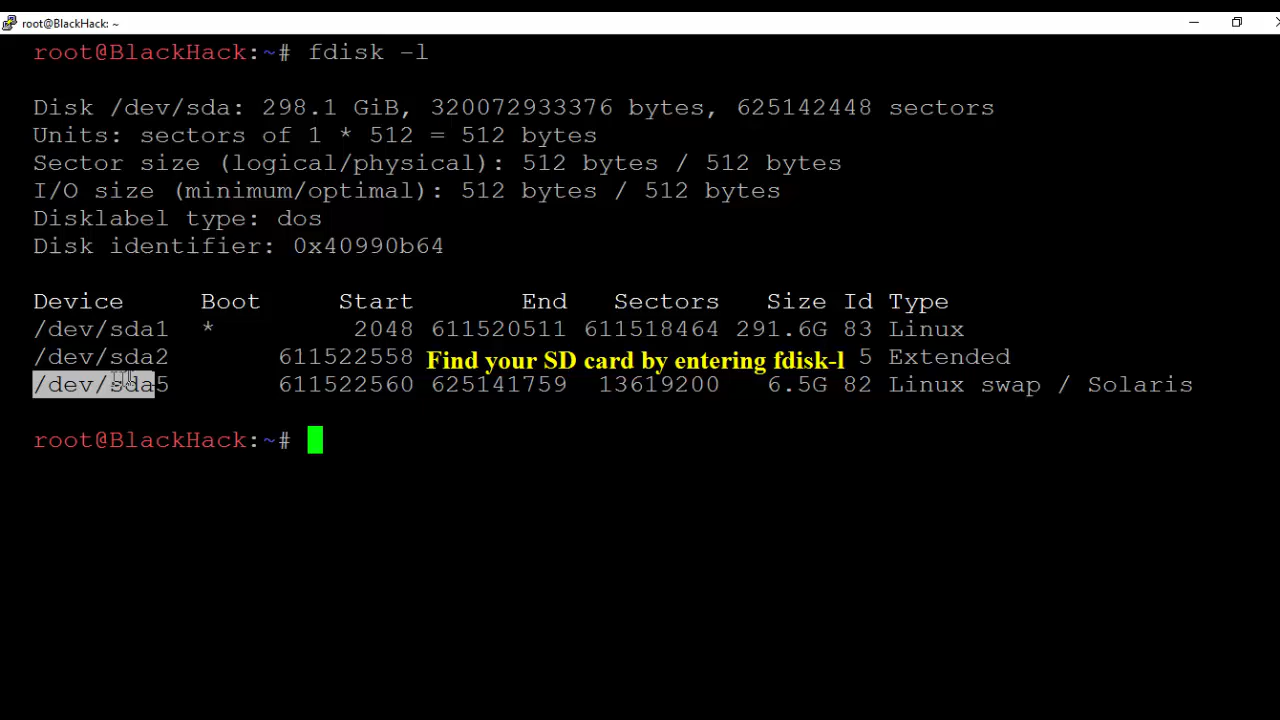 root@BlackHack: ~
root@BlackHack:~# fdisk -l
Disk /dev/sda: 298.1 GiB, 320072933376 bytes, 625142448 sectors
Units: sectors of 1 * 512 = 512 bytes
Sector size (logical/physical): 512 bytes / 512 bytes
I/O size (minimum/optimal): 512 bytes / 512 bytes
Disklabel type: dos
Disk identifier: 0x40990b64
Device Boot Start End Sectors Size Id Type
/dev/sda1 * 2048 611520511 611518464 291.6G 83 Linux
/dev/sda2 611522558 5 Extended
Find your SD card by entering fdisk-l
/dev/sda5 611522560 625141759 13619200 6.5G 82 Linux swap / Solaris
root@BlackHack:~#